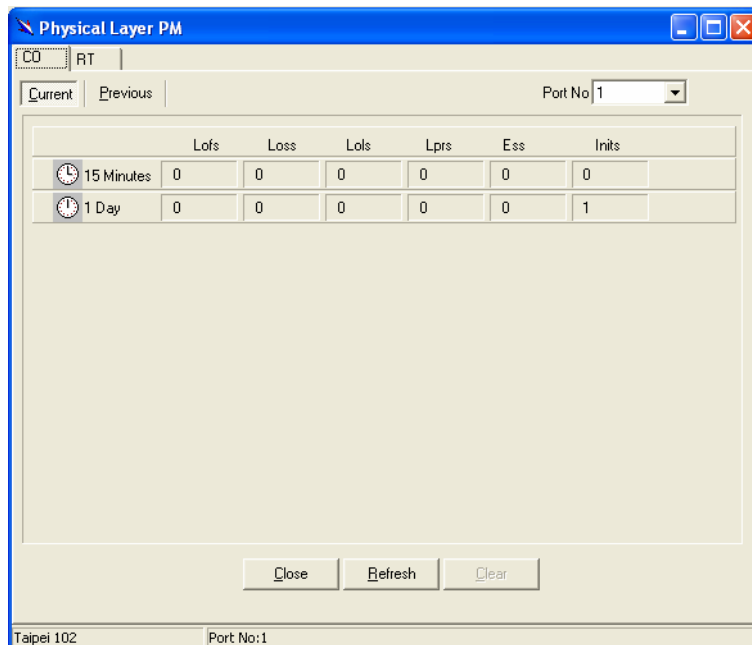 Physical Layer PM
CO RT
Current Previous Port No 1
Lofs Loss Lols Lprs Ess Inits
15 Minutes 0 0 0 0 0 0
1 Day 0 0 0 0 0 1
Close Refresh Clear
Taipei 102 Port No:1